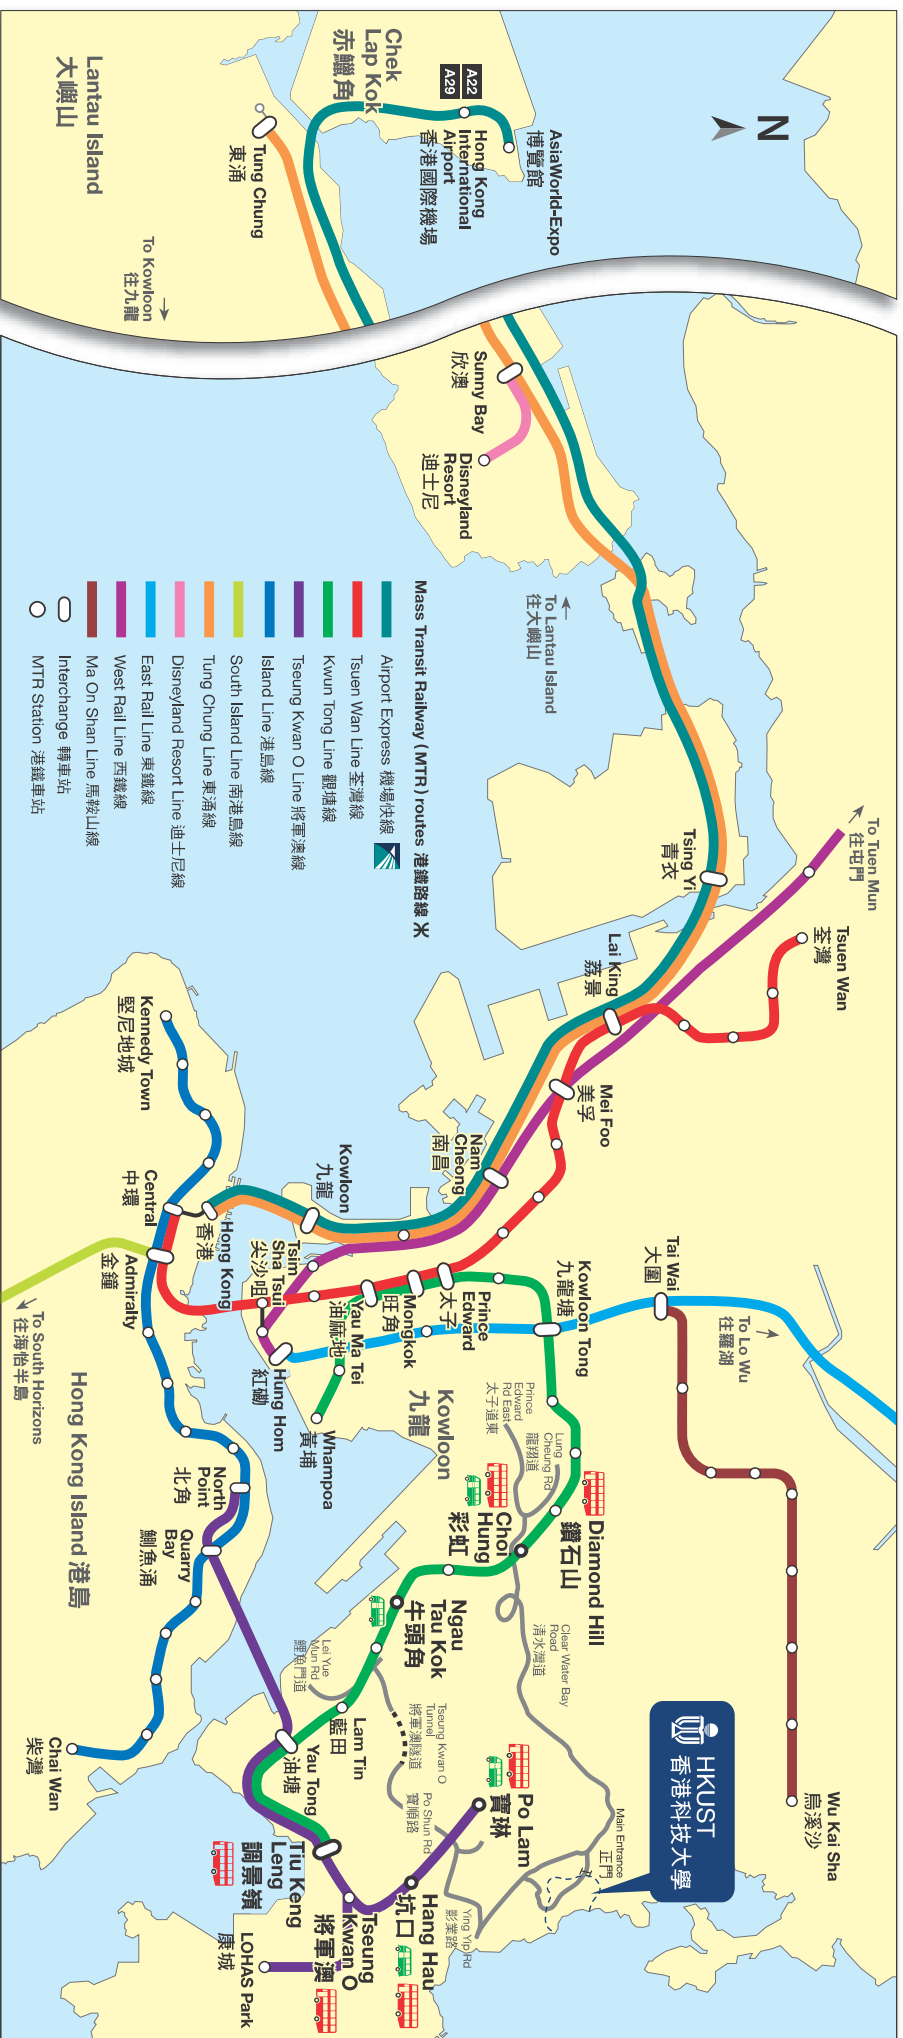 N
AsiaWorld-Expo
博覽館
A22
A29
Hong Kong
International
Airport
香港國際機場
Chek
Lap Kok
赤鱲角
Tung Chung
東涌
Lantau Island
大嶼山
To Kowloon
往九龍
Sunny Bay
欣澳
Disneyland
Resort
迪士尼
To Lantau Island
往大嶼山
Mass Transit Railway (MTR) routes 港鐵路線
Airport Express 機場快線
Tsuen Wan Line 荃灣線
Kwun Tong Line 觀塘線
Tseung Kwan O Line 將軍澳線
Island Line 港島線
South Island Line 南港島線
Tung Chung Line 東涌線
Disneyland Resort Line 迪士尼線
East Rail Line 東鐵線
West Rail Line 西鐵線
Ma On Shan Line 馬鞍山線
Interchange 轉車站
MTR Station 港鐵車站
To Tuen Mun
往屯門
Tsing Yi
青衣
Tsuen Wan
荃灣
Lai King
荔景
Mei Foo
美孚
Nam
Cheong
南昌
Kowloon
九龍
Kennedy Town
堅尼地城
Central
中環
Hong Kong
香港
Admiralty
金鐘
To South Horizons
往海怡半島
Tsim
Sha Tsui
尖沙咀
Yau Ma Tei
油麻地
Mongkok
旺角
Prince
Edward
太子
Hung Hom
紅磡
Whampoa
黃埔
Kowloon
九龍
Tai Wai
大圍
To Lo Wu
往羅湖
Kowloon Tong
九龍塘
Prince
Edward
Rd East
太子道東
Lung
Cheung Rd
龍翔道
Diamond Hill
鑽石山
Choi
Hung
彩虹
Hong Kong Island 港島
North
Point
北角
Quarry
Bay
鰂魚涌
Ngau
Tau Kok
牛頭角
Clear Water Bay
Road
清水灣道
Lei Yue
Mun Rd
鯉魚門道
Lam Tin
藍田
Tseung Kwan O
Tunnel
將軍澳隧道
Po Shun Rd
寶順路
Yau Tong
油塘
Chai Wan
柴灣
HKUST
香港科技大學
Main Entrance
正門
Wu Kai Sha
烏溪沙
Po Lam
寶琳
Tiu Keng
Leng
調景嶺
Hang Hau
坑口
Ying Yip Rd
影業路
Tseung
Kwan O
將軍澳
LOHAS Park
康城